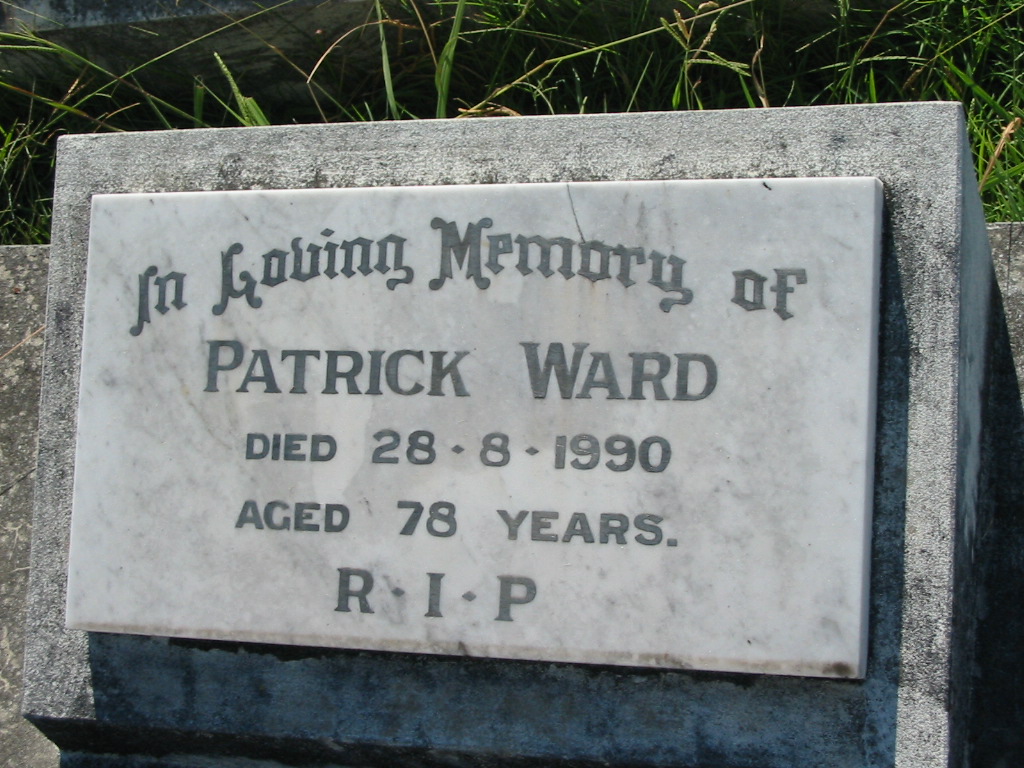 In Loving Memory of
PATRICK WARD
DIED 28·8·1990
AGED 78 YEARS.
R·I·P